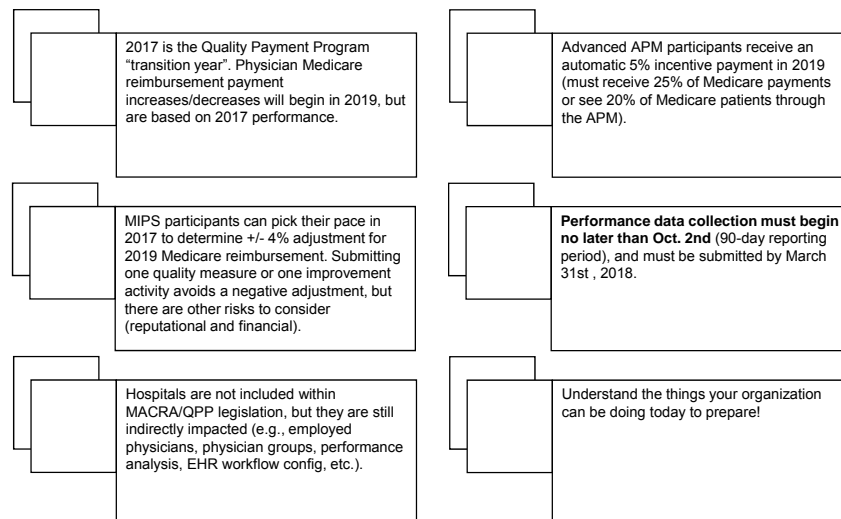 2017 is the Quality Payment Program
“transition year”. Physician Medicare
reimbursement payment
increases/decreases will begin in 2019, but
are based on 2017 performance.
Advanced APM participants receive an
automatic 5% incentive payment in 2019
(must receive 25% of Medicare payments
or see 20% of Medicare patients through
the APM).
MIPS participants can pick their pace in
2017 to determine +/- 4% adjustment for
2019 Medicare reimbursement. Submitting
one quality measure or one improvement
activity avoids a negative adjustment, but
there are other risks to consider
(reputational and financial).
Performance data collection must begin
no later than Oct. 2nd (90-day reporting
period), and must be submitted by March
31st , 2018.
Hospitals are not included within
MACRA/QPP legislation, but they are still
indirectly impacted (e.g., employed
physicians, physician groups, performance
analysis, EHR workflow config, etc.).
Understand the things your organization
can be doing today to prepare!